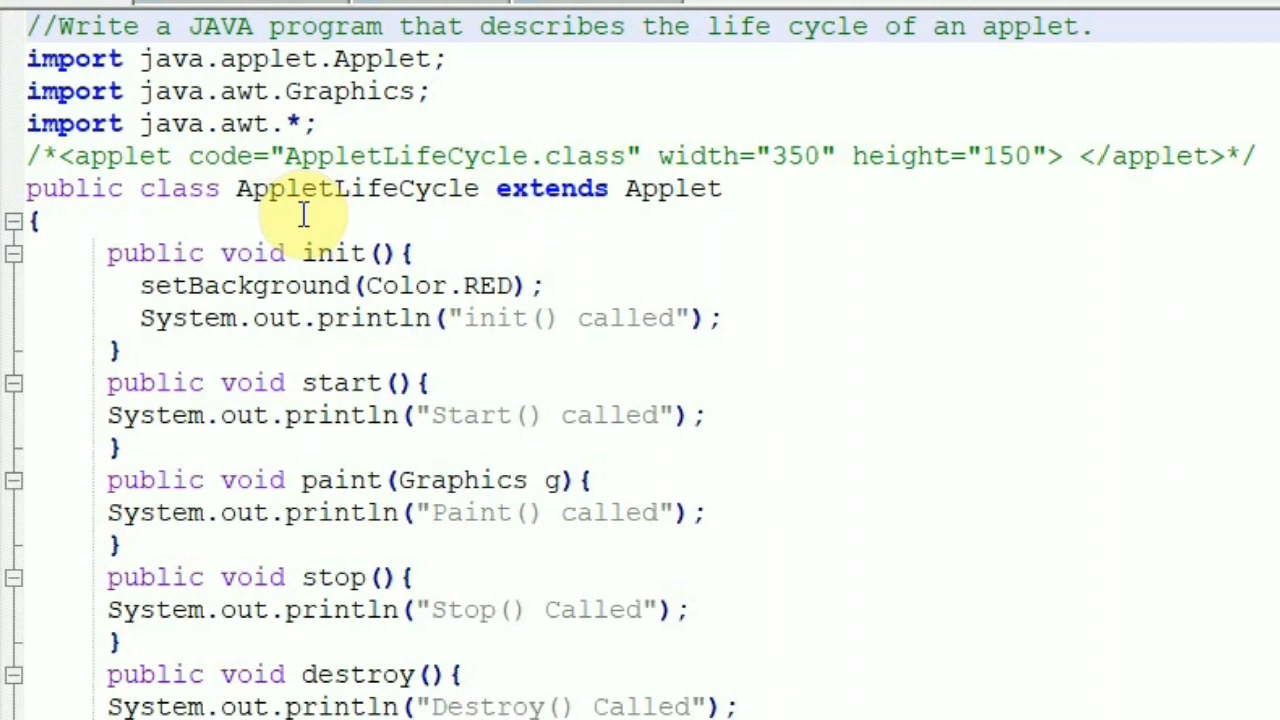 //Write a JAVA program that describes the life cycle of an applet.
import java.applet.Applet;
import java.awt.Graphics;
import java.awt.*;
/*<applet code="AppletLifeCycle.class" width="350" height="150"> </applet>*/
public class AppletLifeCycle extends Applet
{
public void init(){
setBackground(Color.RED);
System.out.println("init() called");
}
public void start(){
System.out.println("Start() called");
}
public void paint(Graphics g){
System.out.println("Paint() called");
}
public void stop(){
System.out.println("Stop() Called");
}
public void destroy(){
System.out.println("Destroy() Called");